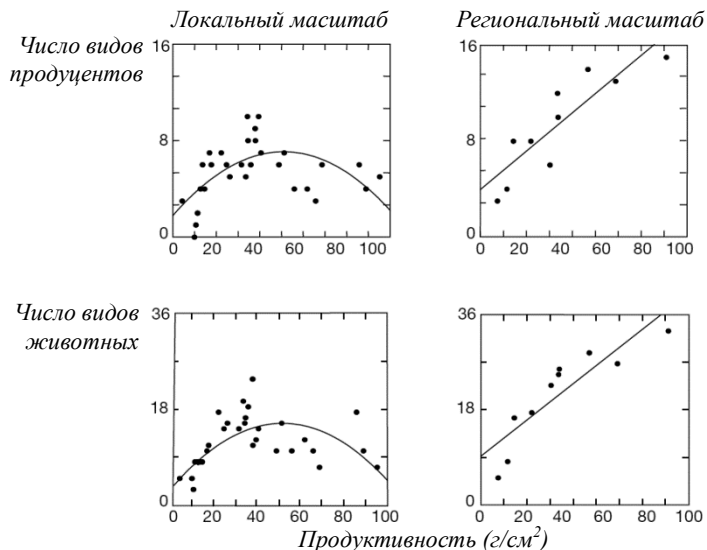 Локальный масштаб
Региональный масштаб
Число видов
продуцентов
16
8
0
0 20 40 60 80 100
16
8
0
0 20 40 60 80 100
Число видов
животных
36
18
0
0 20 40 60 80 100
36
18
0
0 20 40 60 80 100
Продуктивность (г/см²)